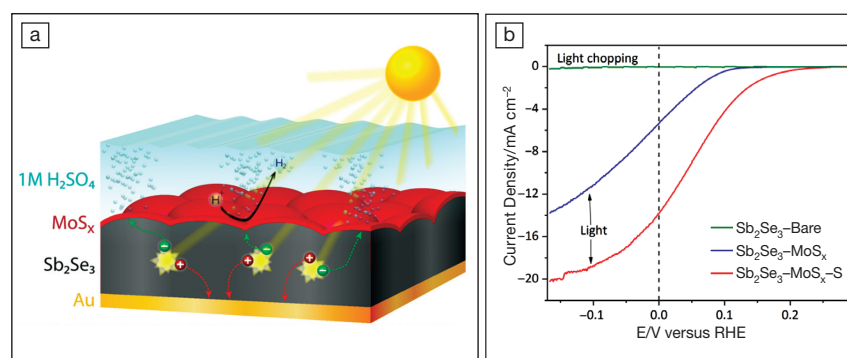 a
1M H₂SO₄
MoSₓ
Sb₂Se₃
Au
H
H₂
−
+
−
+
+
−
b
Light chopping
0
−4
−8
−12
−16
−20
Current Density/mA cm⁻²
Light
Sb₂Se₃−Bare
Sb₂Se₃−MoSₓ
Sb₂Se₃−MoSₓ−S
−0.1
0.0
0.1
0.2
E/V versus RHE